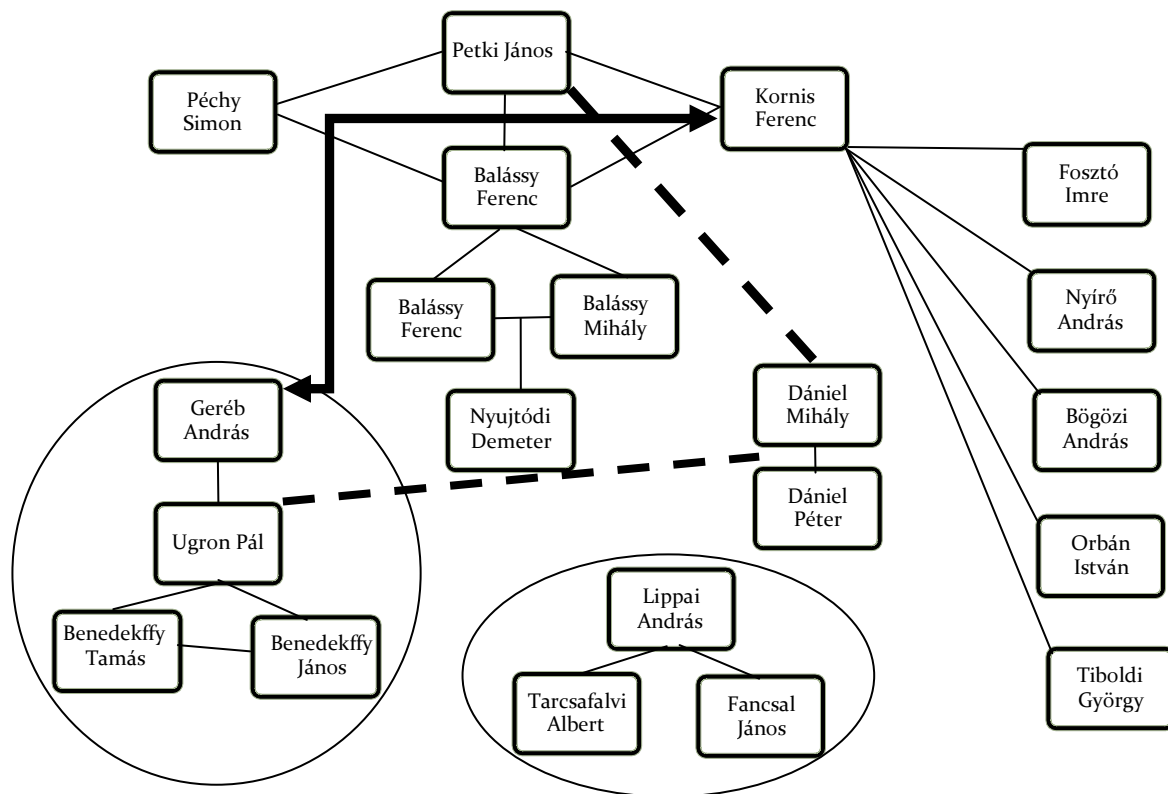 Petki János
Péchy
Simon
Kornis
Ferenc
Balássy
Ferenc
Fosztó
Imre
Balássy
Ferenc
Balássy
Mihály
Nyírő
András
Geréb
András
Nyujtódi
Demeter
Dániel
Mihály
Bögözi
András
Dániel
Péter
Ugron Pál
Orbán
István
Lippai
András
Benedekffy
Tamás
Benedekffy
János
Tarcsafalvi
Albert
Fancsal
János
Tiboldi
György